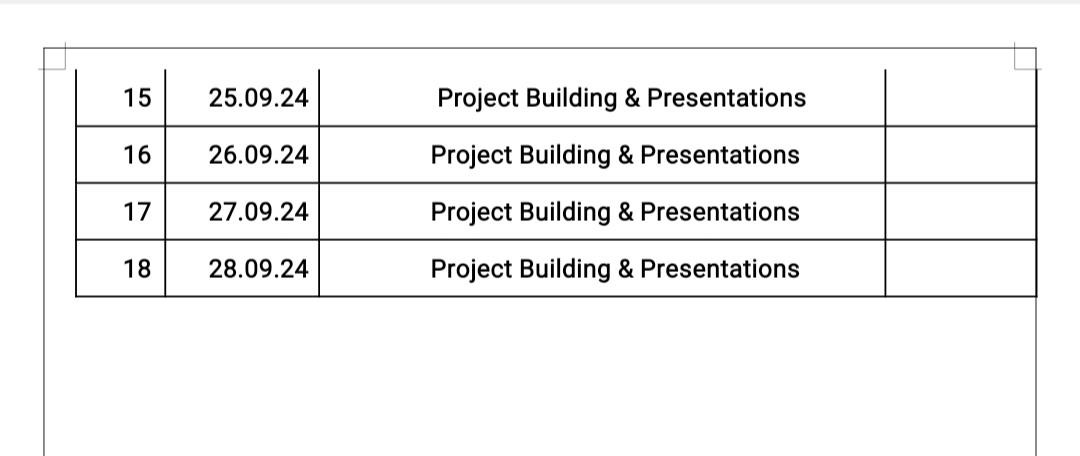 15 25.09.24 Project Building & Presentations
16 26.09.24 Project Building & Presentations
17 27.09.24 Project Building & Presentations
18 28.09.24 Project Building & Presentations